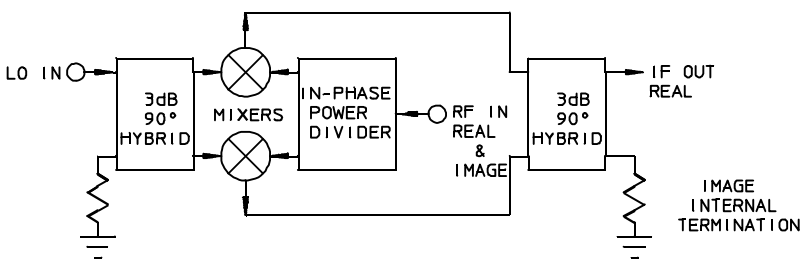 LO IN
3dB
90°
HYBRID
MIXERS
IN-PHASE
POWER
DIVIDER
RF IN
REAL
&
IMAGE
3dB
90°
HYBRID
IF OUT
REAL
IMAGE
INTERNAL
TERMINATION